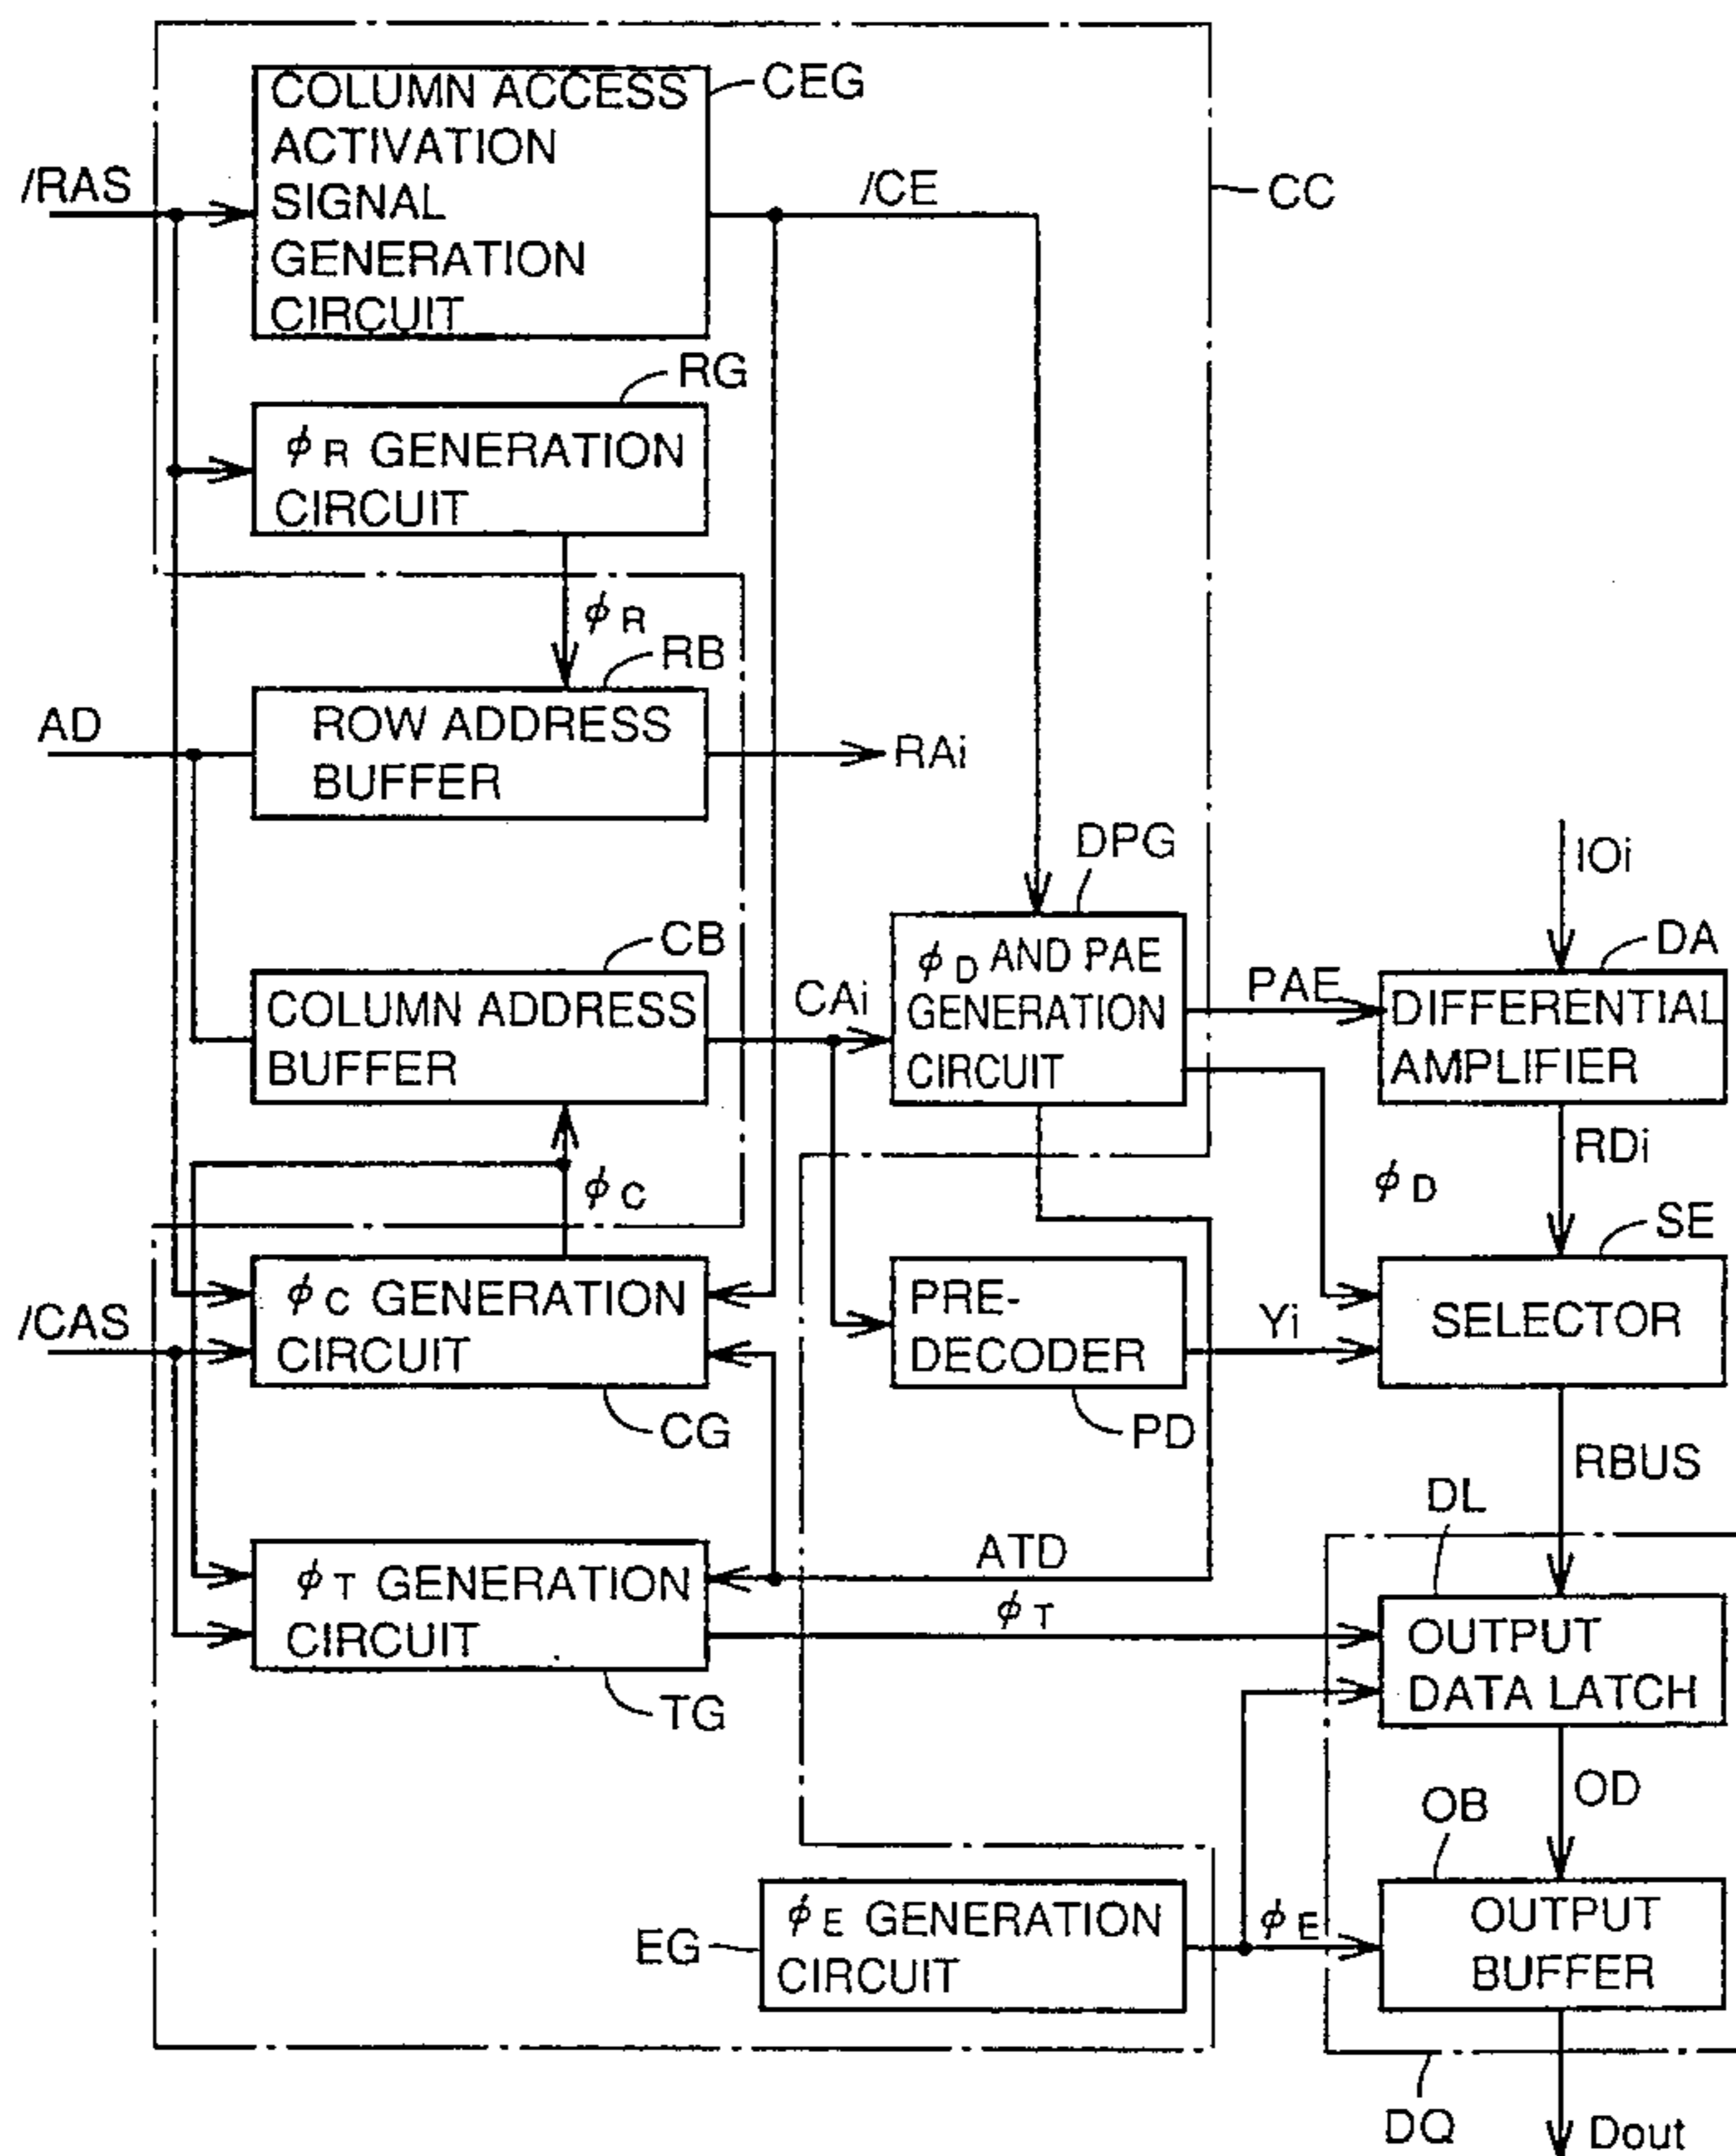 COLUMN ACCESS
ACTIVATION
SIGNAL
GENERATION
CIRCUIT
CEG
/RAS
/CE
CC
RG
ϕR GENERATION
CIRCUIT
ϕR
RB
AD
ROW ADDRESS
BUFFER
RAi
DPG
IOi
CB
DA
COLUMN ADDRESS
BUFFER
CAi
ϕD AND PAE
GENERATION
CIRCUIT
PAE
DIFFERENTIAL
AMPLIFIER
RDi
ϕC
ϕD
SE
/CAS
ϕC GENERATION
CIRCUIT
PRE-
DECODER
Yi
SELECTOR
CG
PD
RBUS
DL
ATD
ϕT GENERATION
CIRCUIT
ϕT
OUTPUT
DATA LATCH
TG
OD
OB
EG
ϕE GENERATION
CIRCUIT
ϕE
OUTPUT
BUFFER
DQ
Dout